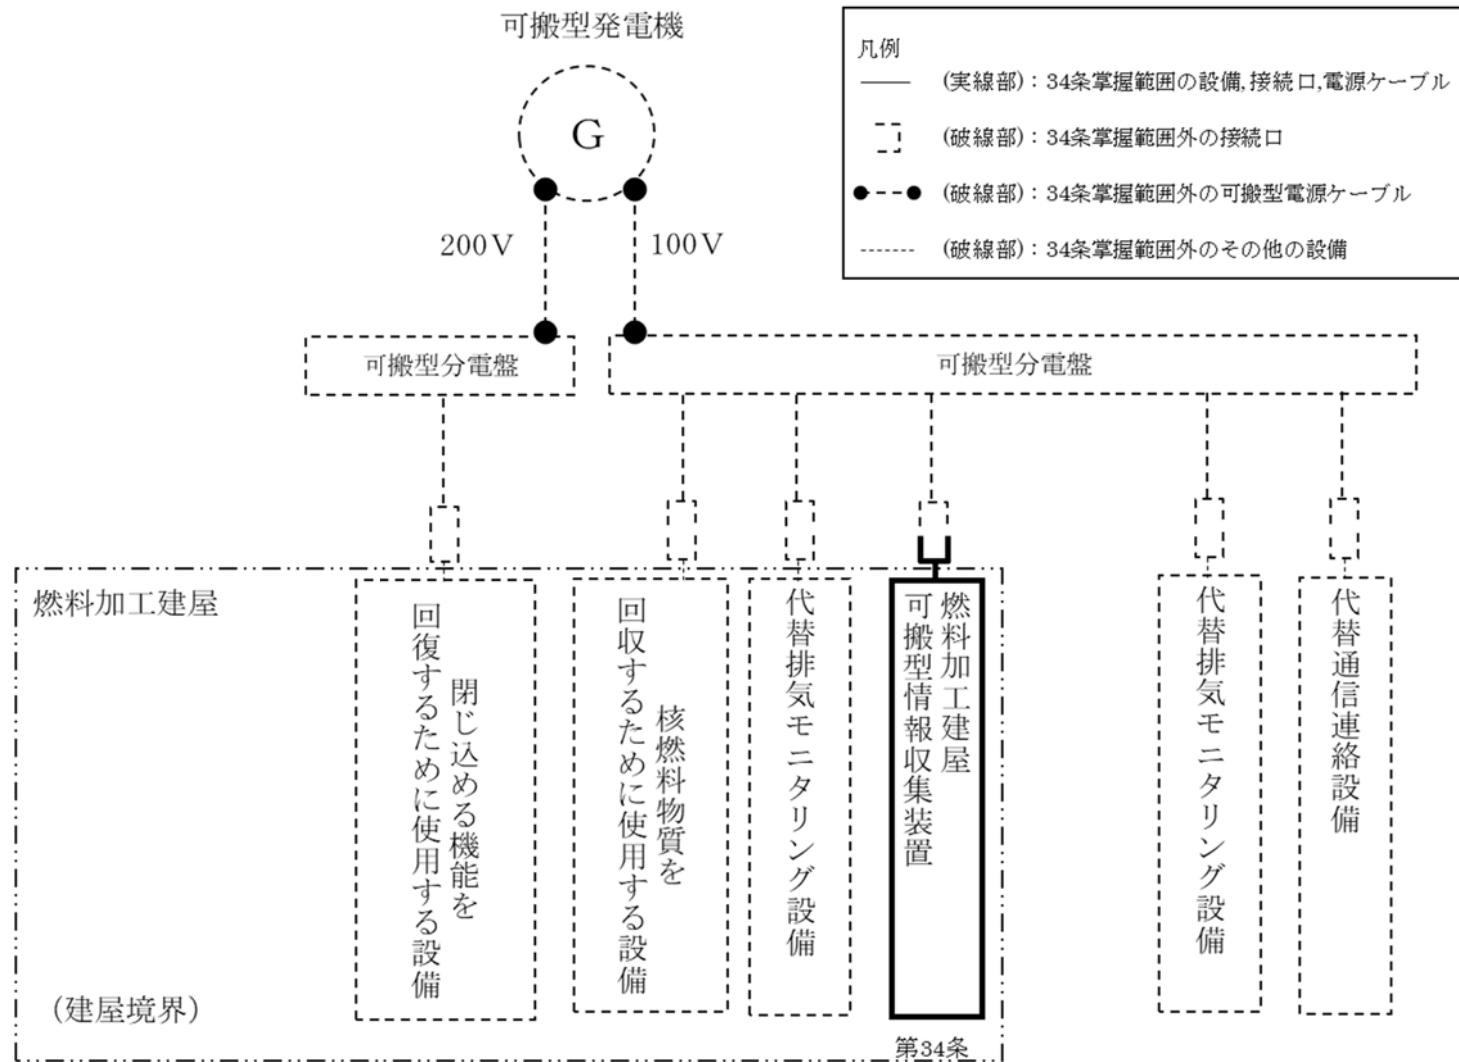 可搬型発電機
G
200V
100V
凡例
(実線部)：34条掌握範囲の設備,接続口,電源ケーブル
(破線部)：34条掌握範囲外の接続口
(破線部)：34条掌握範囲外の可搬型電源ケーブル
(破線部)：34条掌握範囲外のその他の設備
可搬型分電盤
可搬型分電盤
燃料加工建屋
閉じ込める機能を
回復するために使用する設備
核燃料物質を
回収するために使用する設備
代替排気モニタリング設備
燃料加工建屋
可搬型情報収集装置
代替排気モニタリング設備
代替通信連絡設備
(建屋境界)
第34条